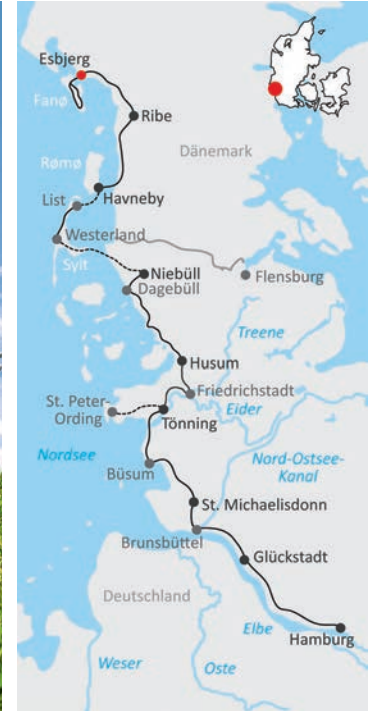 Esbjerg
Fanø
Ribe
Rømø
Dänemark
List
Havneby
Westerland
Sylt
Niebüll
Flensburg
Dagebüll
Treene
Husum
St. Peter-
Ording
Friedrichstadt
Eider
Tönning
Nordsee
Büsum
Nord-Ostsee-
Kanal
St. Michaelisdonn
Brunsbüttel
Glückstadt
Deutschland
Elbe
Hamburg
Weser
Oste